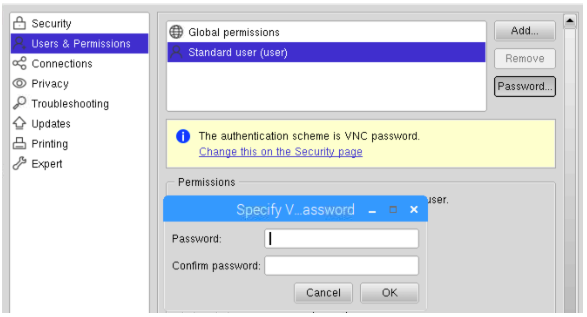 Security
Users & Permissions
Connections
Privacy
Troubleshooting
Updates
Printing
Expert
Global permissions
Standard user (user)
Add...
Remove
Password...
The authentication scheme is VNC password.
Change this on the Security page
Permissions
user.
Specify V...assword
Password:
Confirm password:
Cancel
OK